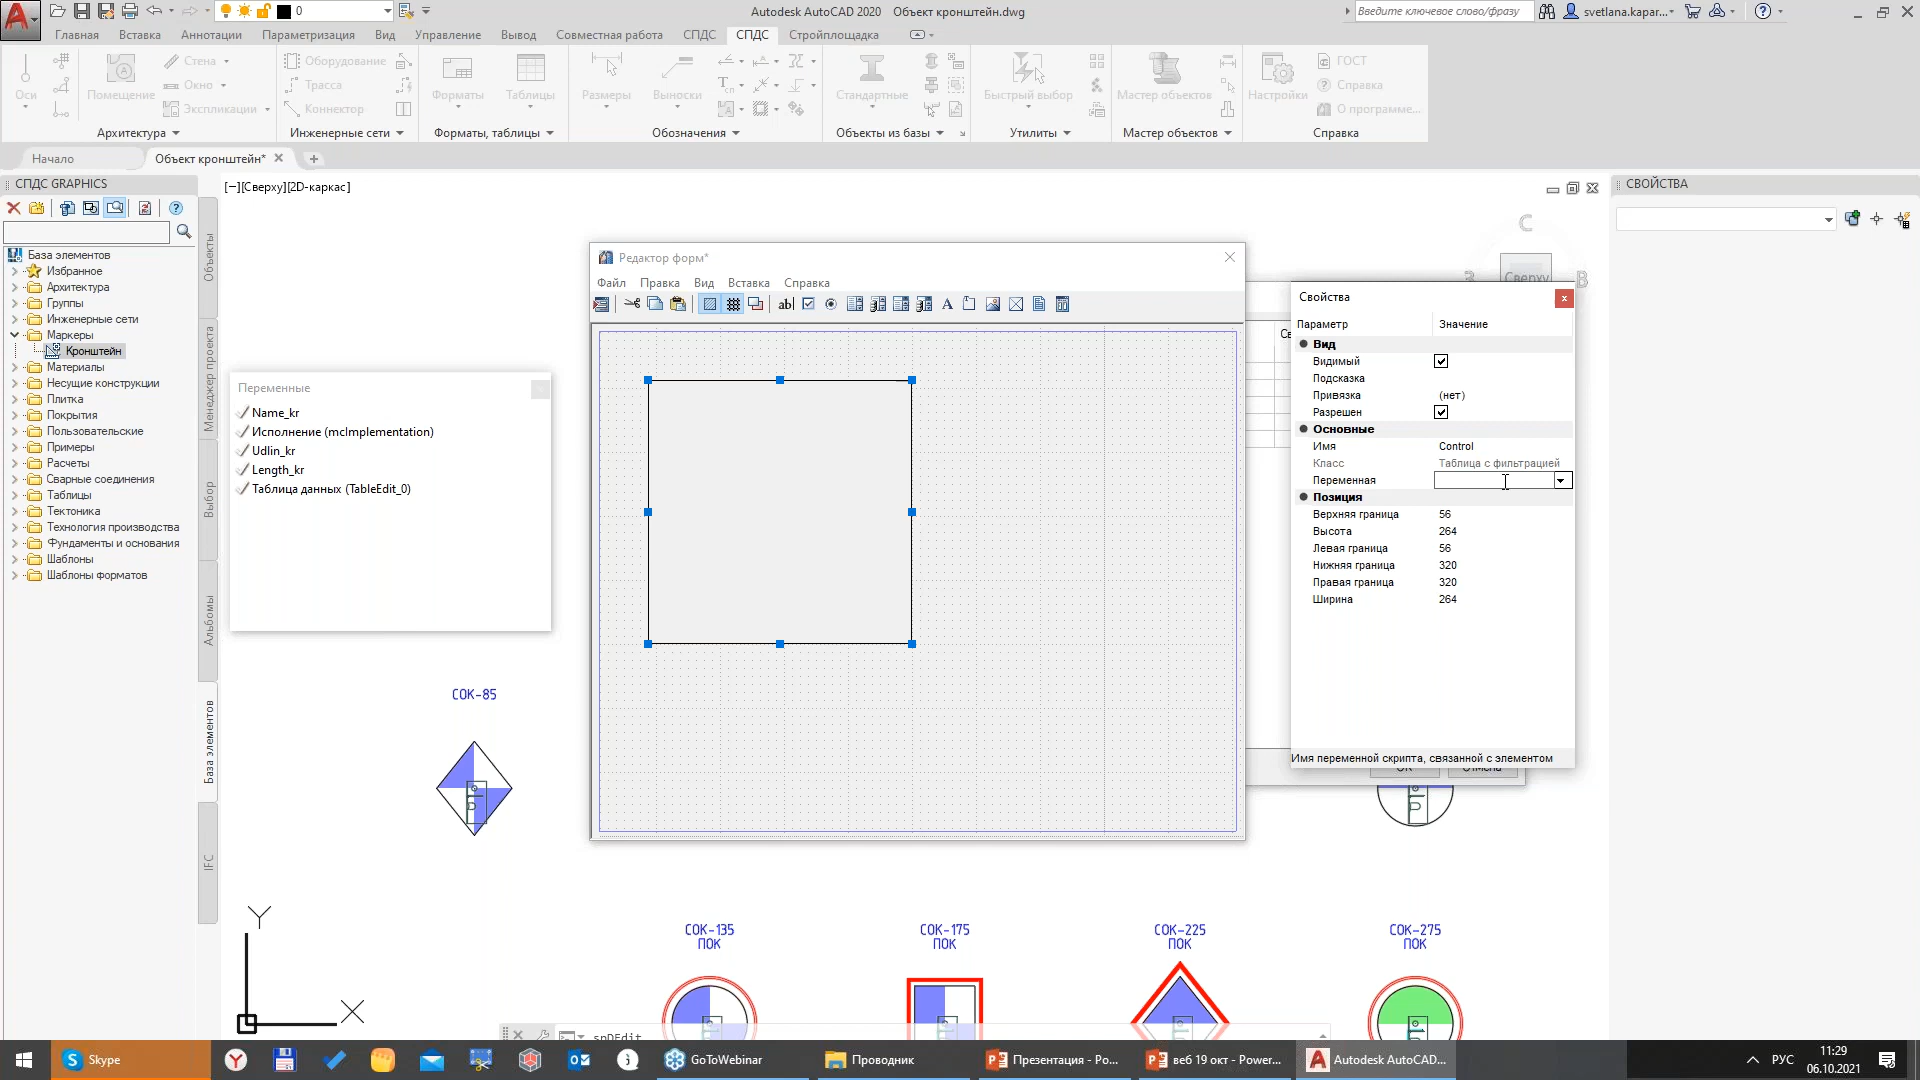 0
Autodesk AutoCAD 2020 Объект кронштейн.dwg
Введите ключевое слово/фразу
svetlana.kapar...
Главная Вставка Аннотации Параметризация Вид Управление Вывод Совместная работа СПДС СПДС Стройплощадка
Оси
Помещение
Стена
Окно
Экспликации
Оборудование
Трасса
Коннектор
Форматы
Таблицы
Размеры
Выноски
Стандартные
Быстрый выбор
Мастер объектов
Настройки
ГОСТ
Справка
О программе...
Архитектура Инженерные сети Форматы, таблицы Обозначения Объекты из базы Утилиты Мастер объектов Справка
Начало
Объект кронштейн*
СПДС GRAPHICS
База элементов
Избранное
Архитектура
Группы
Инженерные сети
Маркеры
Кронштейн
Материалы
Несущие конструкции
Плитка
Покрытия
Пользовательские
Примеры
Расчеты
Сварные соединения
Таблицы
Тектоника
Технология производства
Фундаменты и основания
Шаблоны
Шаблоны форматов
Объекты
Менеджер проекта
Выбор
Альбомы
База элементов
IFC
[−][Сверху][2D-каркас]
Переменные
Name_kr
Исполнение (mcImplementation)
Udlin_kr
Length_kr
Таблица данных (TableEdit_0)
Редактор форм*
Файл Правка Вид Вставка Справка
С
Сверху
З
В
СВОЙСТВА
Свойства
Параметр Значение
Вид
Видимый
Подсказка
Привязка (нет)
Разрешен
Основные
Имя Control
Класс Таблица с фильтрацией
Переменная
Позиция
Верхняя граница 56
Высота 264
Левая граница 56
Нижняя граница 320
Правая граница 320
Ширина 264
Имя переменной скрипта, связанной с элементом
СОК-85
СОК-135
ПОК
СОК-175
ПОК
СОК-225
ПОК
СОК-275
ПОК
Y
X
spDEdit
Skype
GoToWebinar
Проводник
Презентация - Po...
веб 19 окт - Power...
Autodesk AutoCAD...
РУС
11:29
06.10.2021